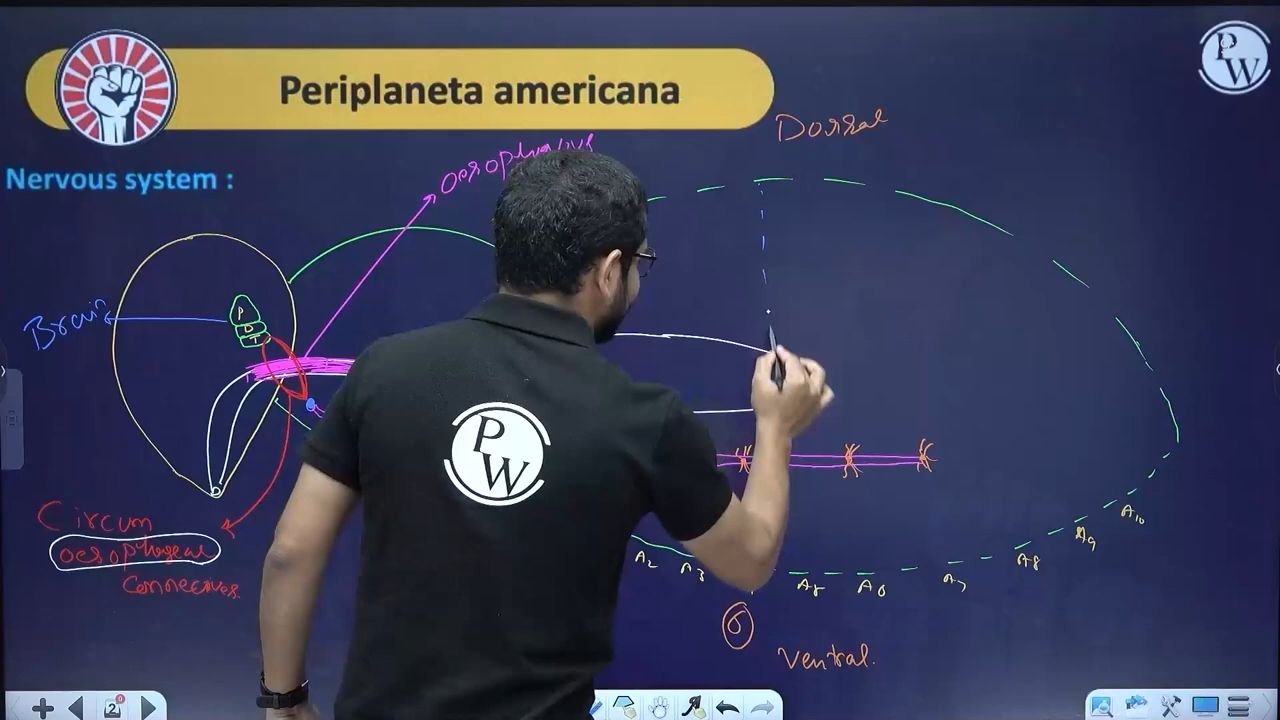 Periplaneta americana
PW
Dorsal
Nervous system :
oesophagus
Brain
P
D
T
PW
Circum
oesophageal
connectives
A2 A3 A5 A6 A7 A8 A9 A10
6
Ventral.
2